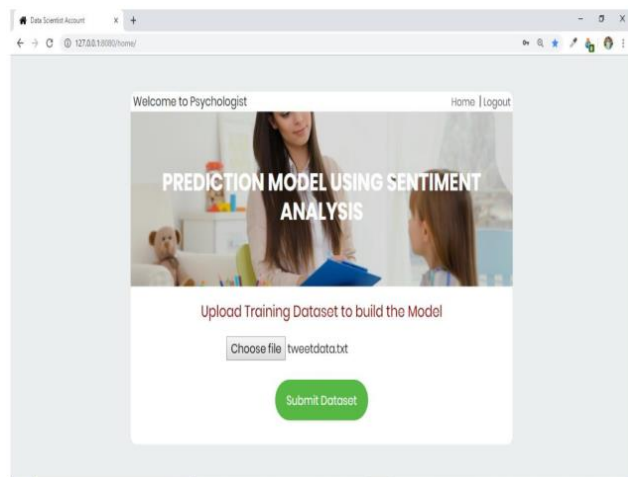 Data Scientist Account
127.0.0.1:8080/home/
Welcome to Psychologist
Home | Logout
PREDICTION MODEL USING SENTIMENT
ANALYSIS
Upload Training Dataset to build the Model
Choose file tweetdata.txt
Submit Dataset